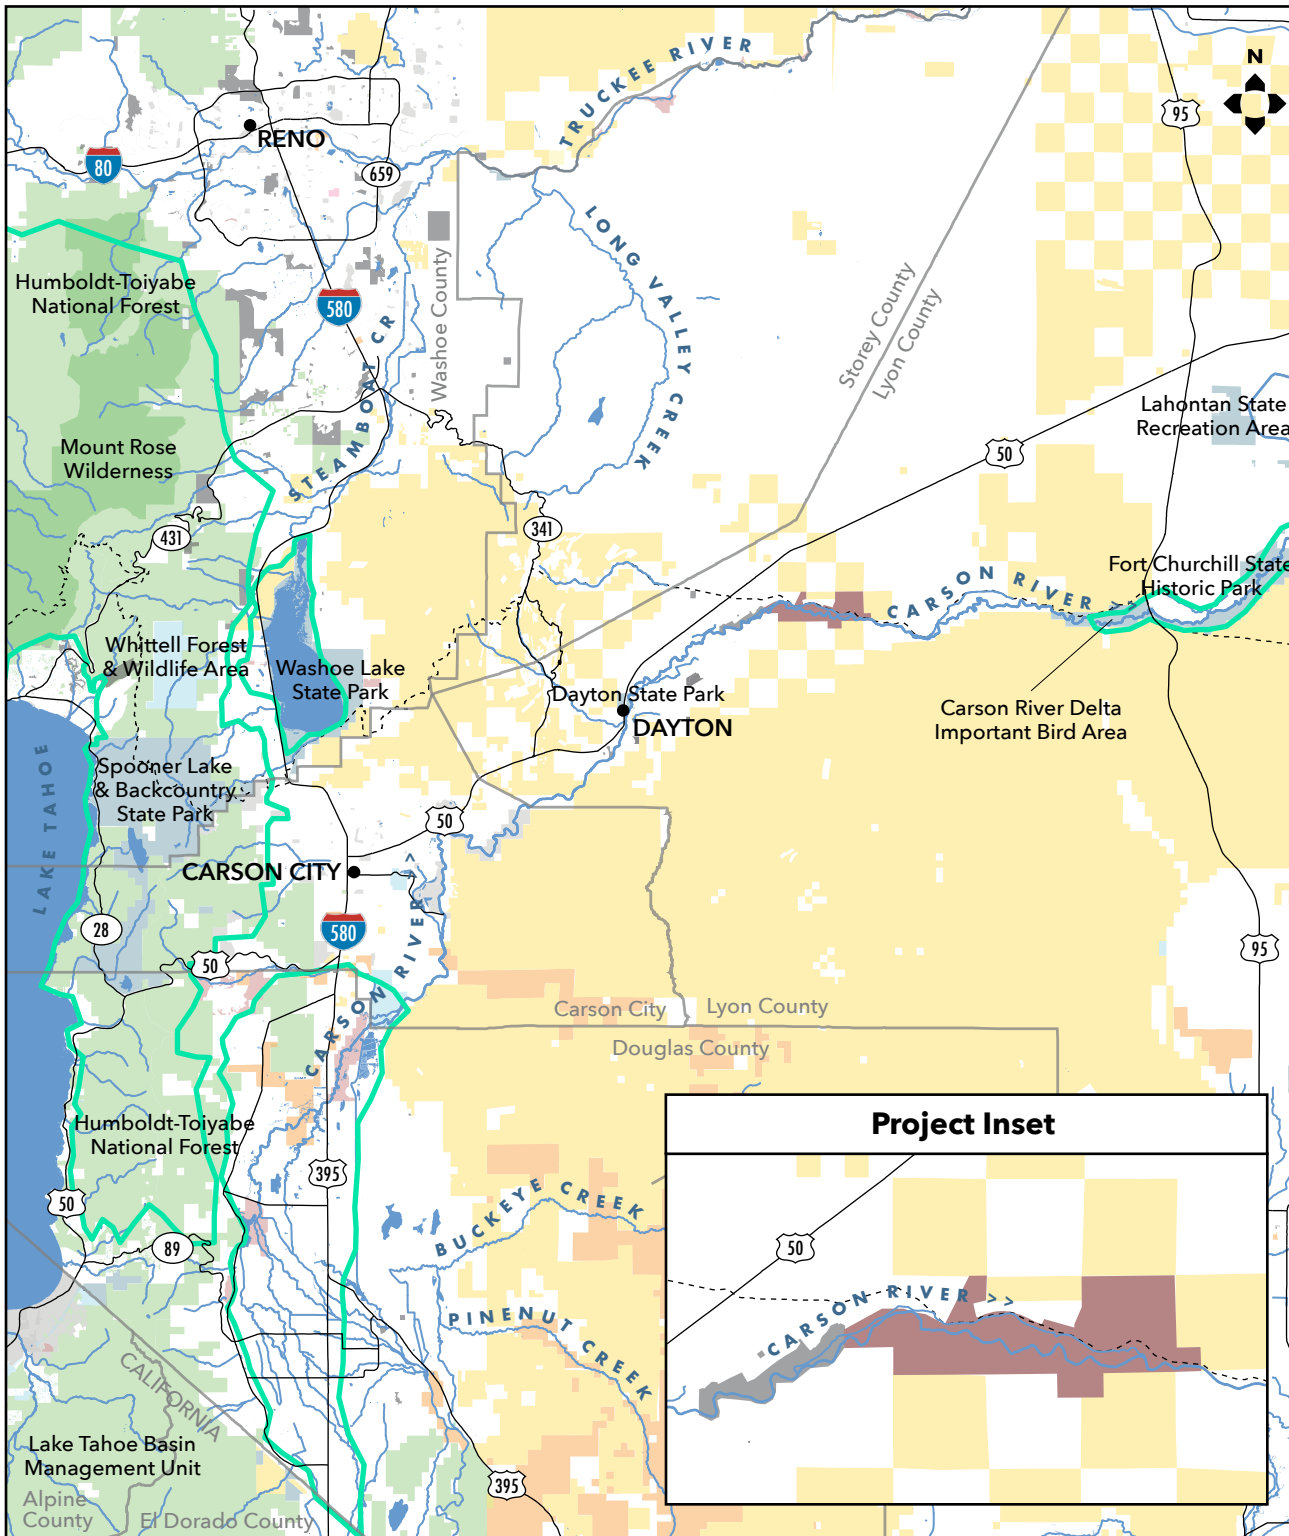 TRUCKEE RIVER
N
95
RENO
80
659
LONG VALLEY CREEK
Humboldt-Toiyabe
National Forest
580
Washoe County
Storey County
Lyon County
STEAMBOAT CR
Lahontan State
Recreation Area
Mount Rose
Wilderness
50
431
341
CARSON RIVER >>
Fort Churchill State
Historic Park
Whittell Forest
& Wildlife Area
Washoe Lake
State Park
Dayton State Park
DAYTON
Carson River Delta
Important Bird Area
LAKE TAHOE
Spooner Lake
& Backcountry
State Park
50
CARSON CITY
28
580
50
95
CARSON RIVER >>
Carson City
Lyon County
Douglas County
Humboldt-Toiyabe
National Forest
395
50
89
BUCKEYE CREEK
PINENUT CREEK
Project Inset
50
CARSON RIVER >>
CALIFORNIA
Lake Tahoe Basin
Management Unit
395
Alpine
County
El Dorado County